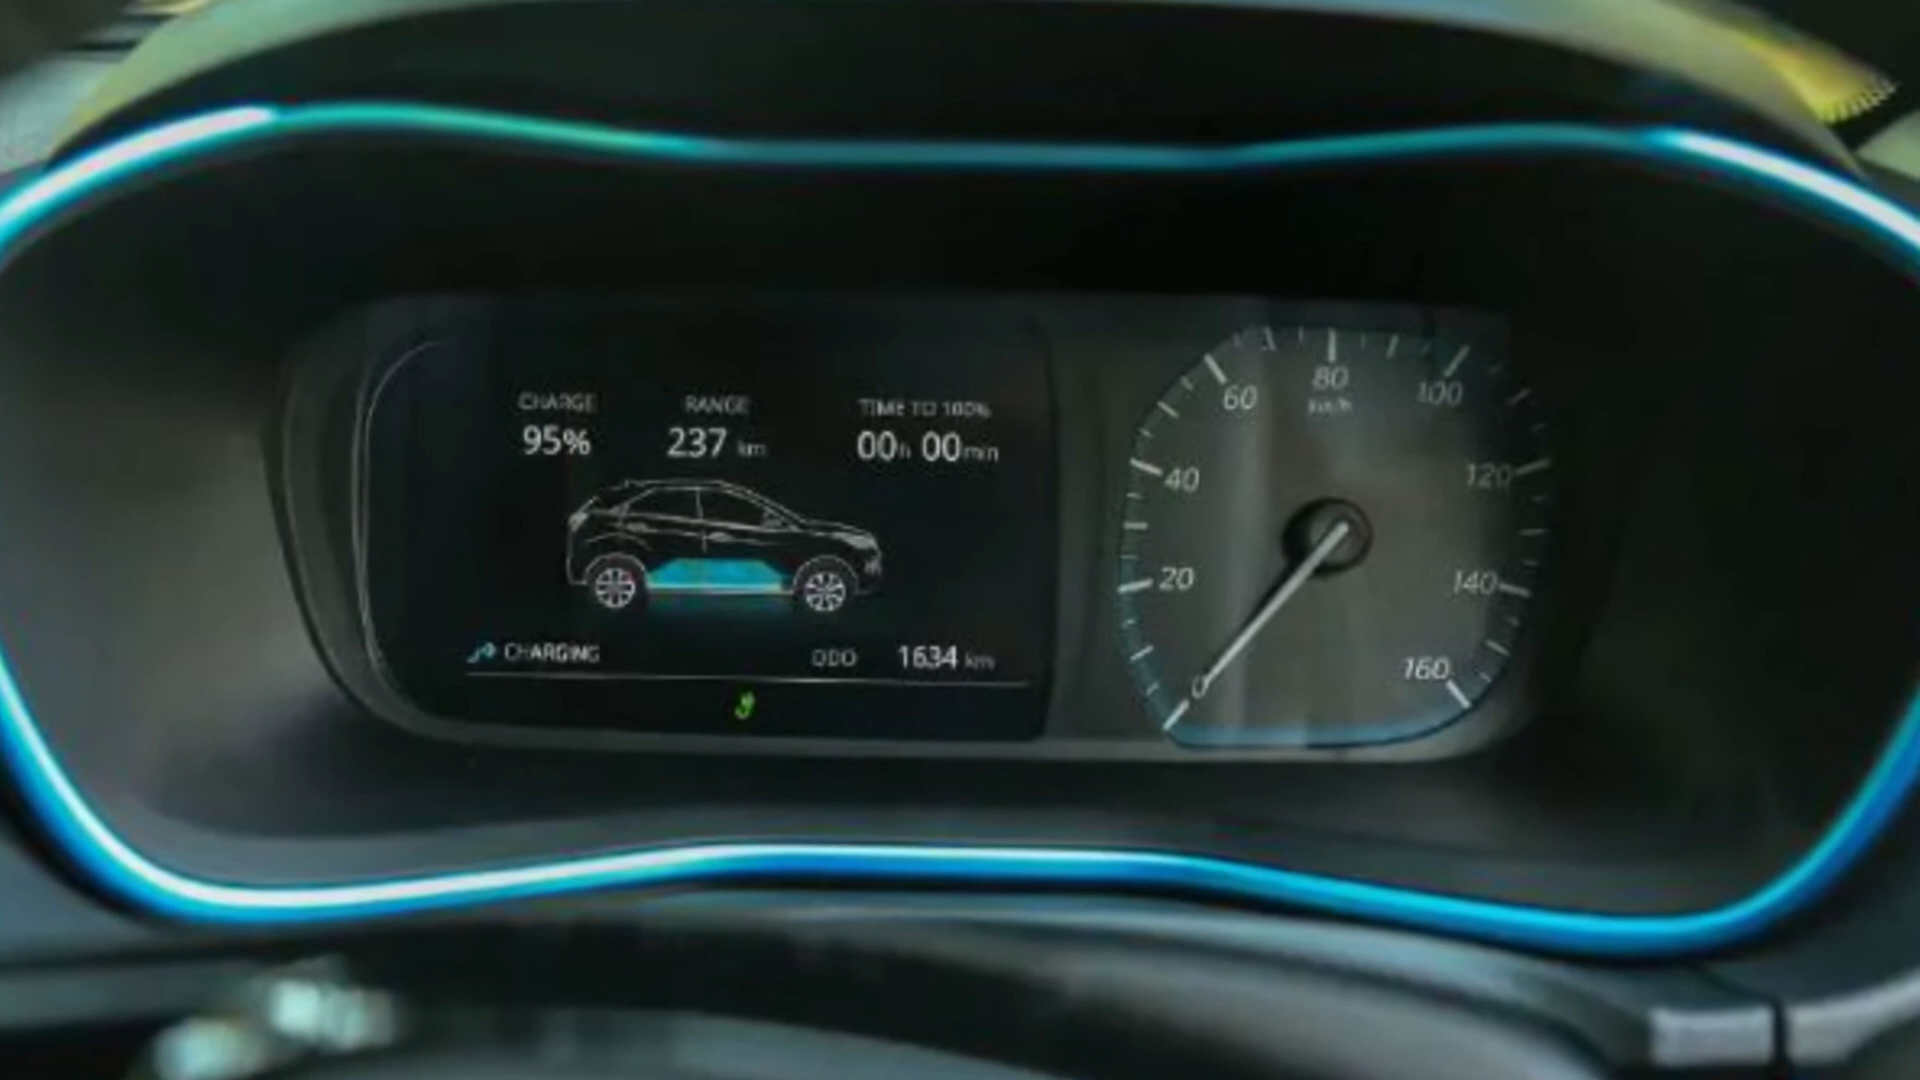 CHARGE RANGE TIME TO 100%
95% 237 km 00h 00min
CHARGING ODO 1634 km
80
60 100
km/h
40 120
20 140
160
0